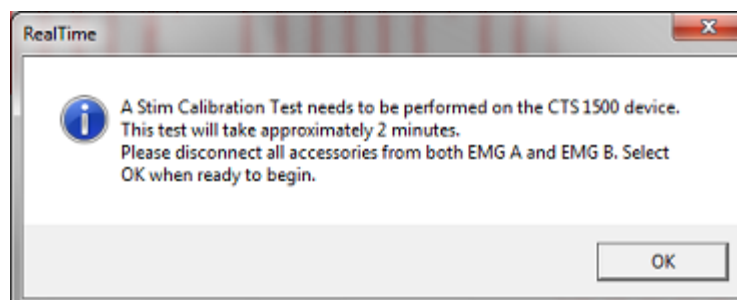 RealTime
A Stim Calibration Test needs to be performed on the CTS 1500 device.
This test will take approximately 2 minutes.
Please disconnect all accessories from both EMG A and EMG B. Select
OK when ready to begin.
OK